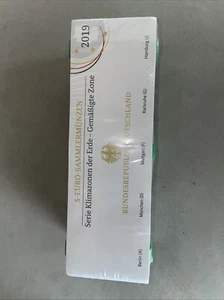 2019
5-EURO-SAMMLERMÜNZEN
Serie Klimazonen der Erde – Gemäßigte Zone
BUNDESREPUBLIK DEUTSCHLAND
Berlin (A)
München (D)
Stuttgart (F)
Karlsruhe (G)
Hamburg (J)